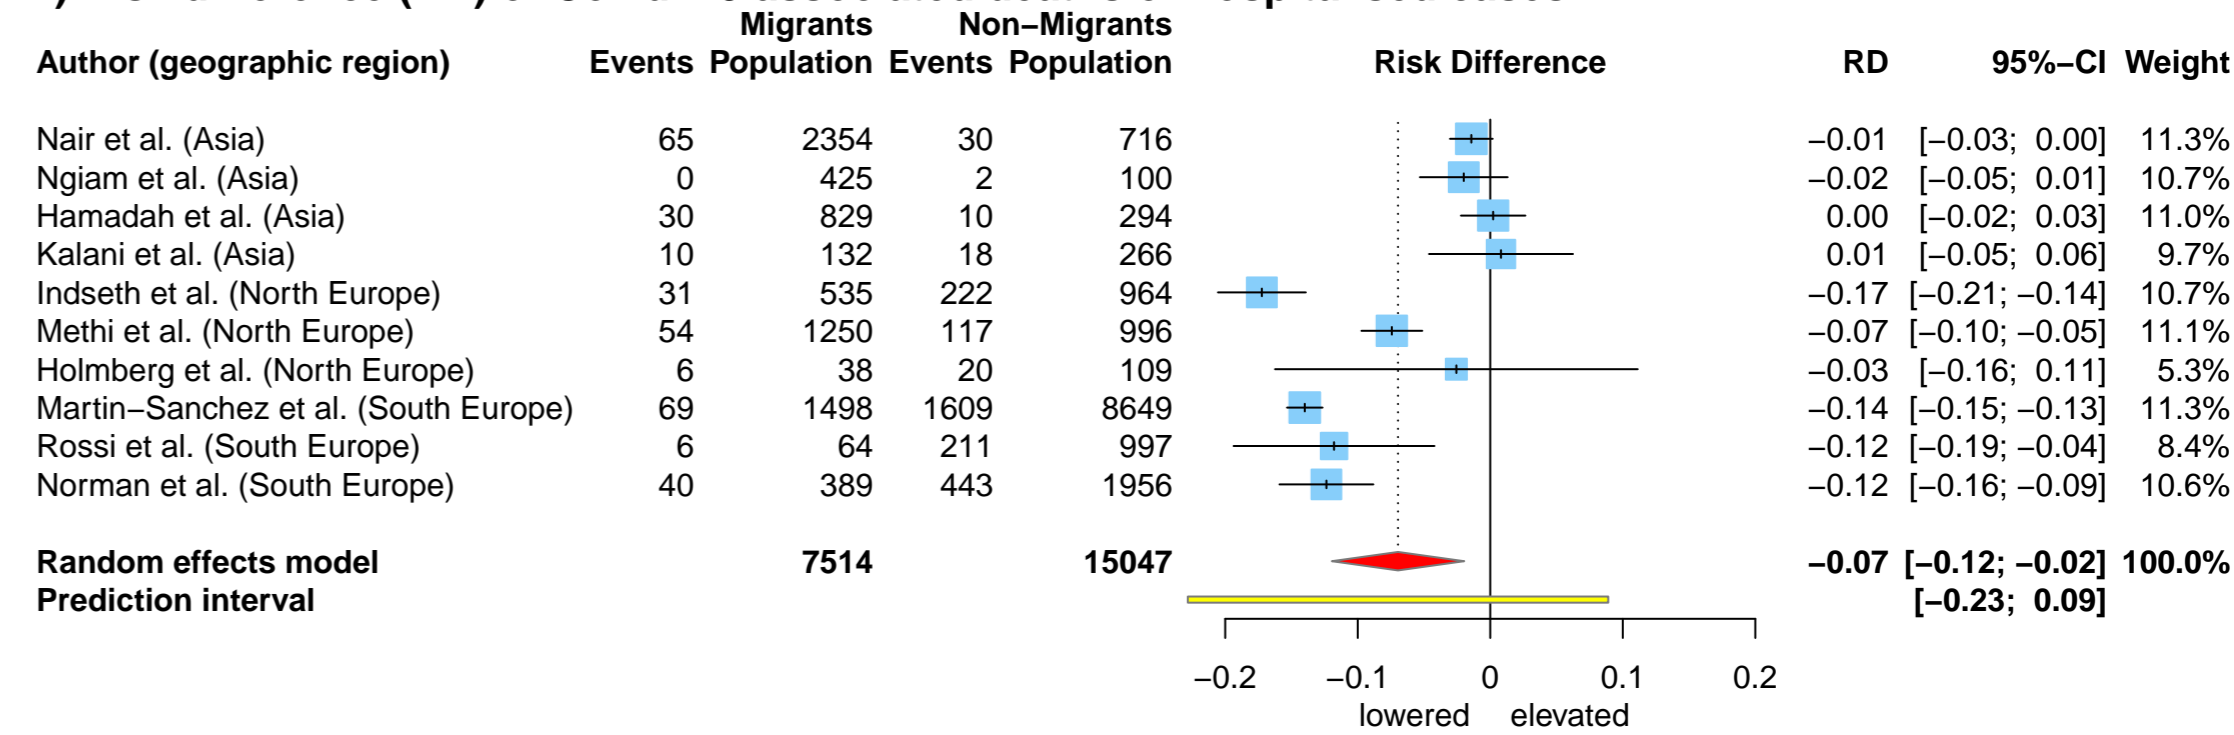 Migrants Non−Migrants
Author (geographic region) Events Population Events Population Risk Difference RD 95%−CI Weight
Nair et al. (Asia) 65 2354 30 716 −0.01 [−0.03; 0.00] 11.3%
Ngiam et al. (Asia) 0 425 2 100 −0.02 [−0.05; 0.01] 10.7%
Hamadah et al. (Asia) 30 829 10 294 0.00 [−0.02; 0.03] 11.0%
Kalani et al. (Asia) 10 132 18 266 0.01 [−0.05; 0.06] 9.7%
Indseth et al. (North Europe) 31 535 222 964 −0.17 [−0.21; −0.14] 10.7%
Methi et al. (North Europe) 54 1250 117 996 −0.07 [−0.10; −0.05] 11.1%
Holmberg et al. (North Europe) 6 38 20 109 −0.03 [−0.16; 0.11] 5.3%
Martin−Sanchez et al. (South Europe) 69 1498 1609 8649 −0.14 [−0.15; −0.13] 11.3%
Rossi et al. (South Europe) 6 64 211 997 −0.12 [−0.19; −0.04] 8.4%
Norman et al. (South Europe) 40 389 443 1956 −0.12 [−0.16; −0.09] 10.6%
Random effects model 7514 15047 −0.07 [−0.12; −0.02] 100.0%
Prediction interval [−0.23; 0.09]
−0.2 −0.1 0 0.1 0.2
lowered elevated